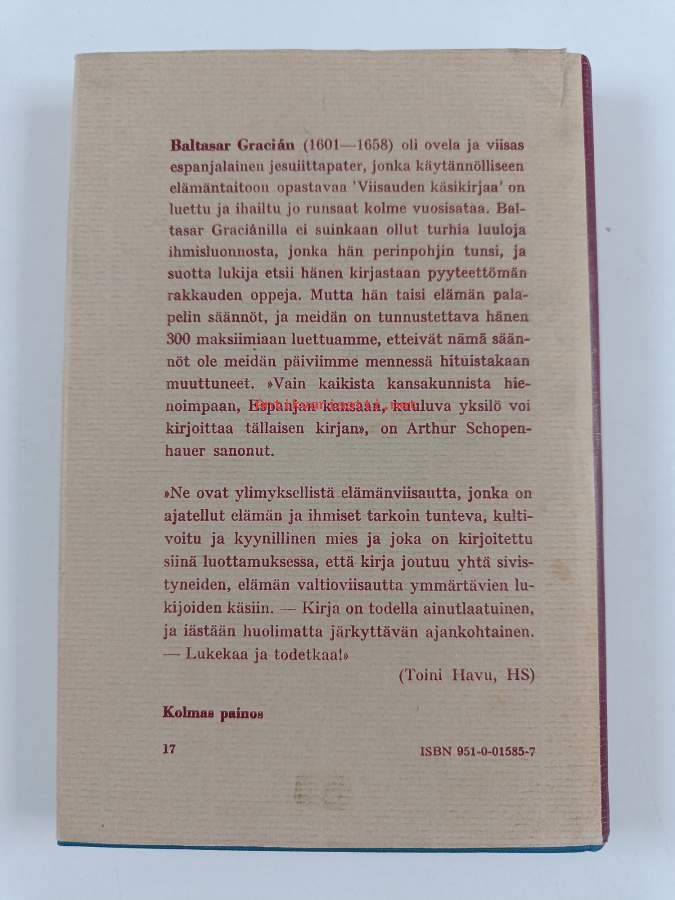 Baltasar Gracián (1601—1658) oli ovela ja viisas
espanjalainen jesuiittapater, jonka käytännölliseen
elämäntaitoon opastavaa 'Viisauden käsikirjaa' on
luettu ja ihailtu jo runsaat kolme vuosisataa. Bal-
tasar Graciánilla ei suinkaan ollut turhia luuloja
ihmisluonnosta, jonka hän perinpohjin tunsi, ja
suotta lukija etsii hänen kirjastaan pyyteettömän
rakkauden oppeja. Mutta hän taisi elämän pala-
pelin säännöt, ja meidän on tunnustettava hänen
300 maksiimiaan luettuamme, etteivät nämä sään-
nöt ole meidän päiviimme mennessä hituistakaan
muuttuneet. »Vain kaikista kansakunnista hie-
noimpaan, Espanjan kansaan, kuuluva yksilö voi
kirjoittaa tällaisen kirjan», on Arthur Schopen-
hauer sanonut.
»Ne ovat ylimyksellistä elämänviisautta, jonka on
ajatellut elämän ja ihmiset tarkoin tunteva, kulti-
voitu ja kyynillinen mies ja joka on kirjoitettu
siinä luottamuksessa, että kirja joutuu yhtä sivis-
tyneiden, elämän valtioviisautta ymmärtävien lu-
kijoiden käsiin. — Kirja on todella ainutlaatuinen,
ja iästään huolimatta järkyttävän ajankohtainen.
— Lukekaa ja todetkaa!»
(Toini Havu, HS)
Kolmas painos
17 ISBN 951-0-01585-7